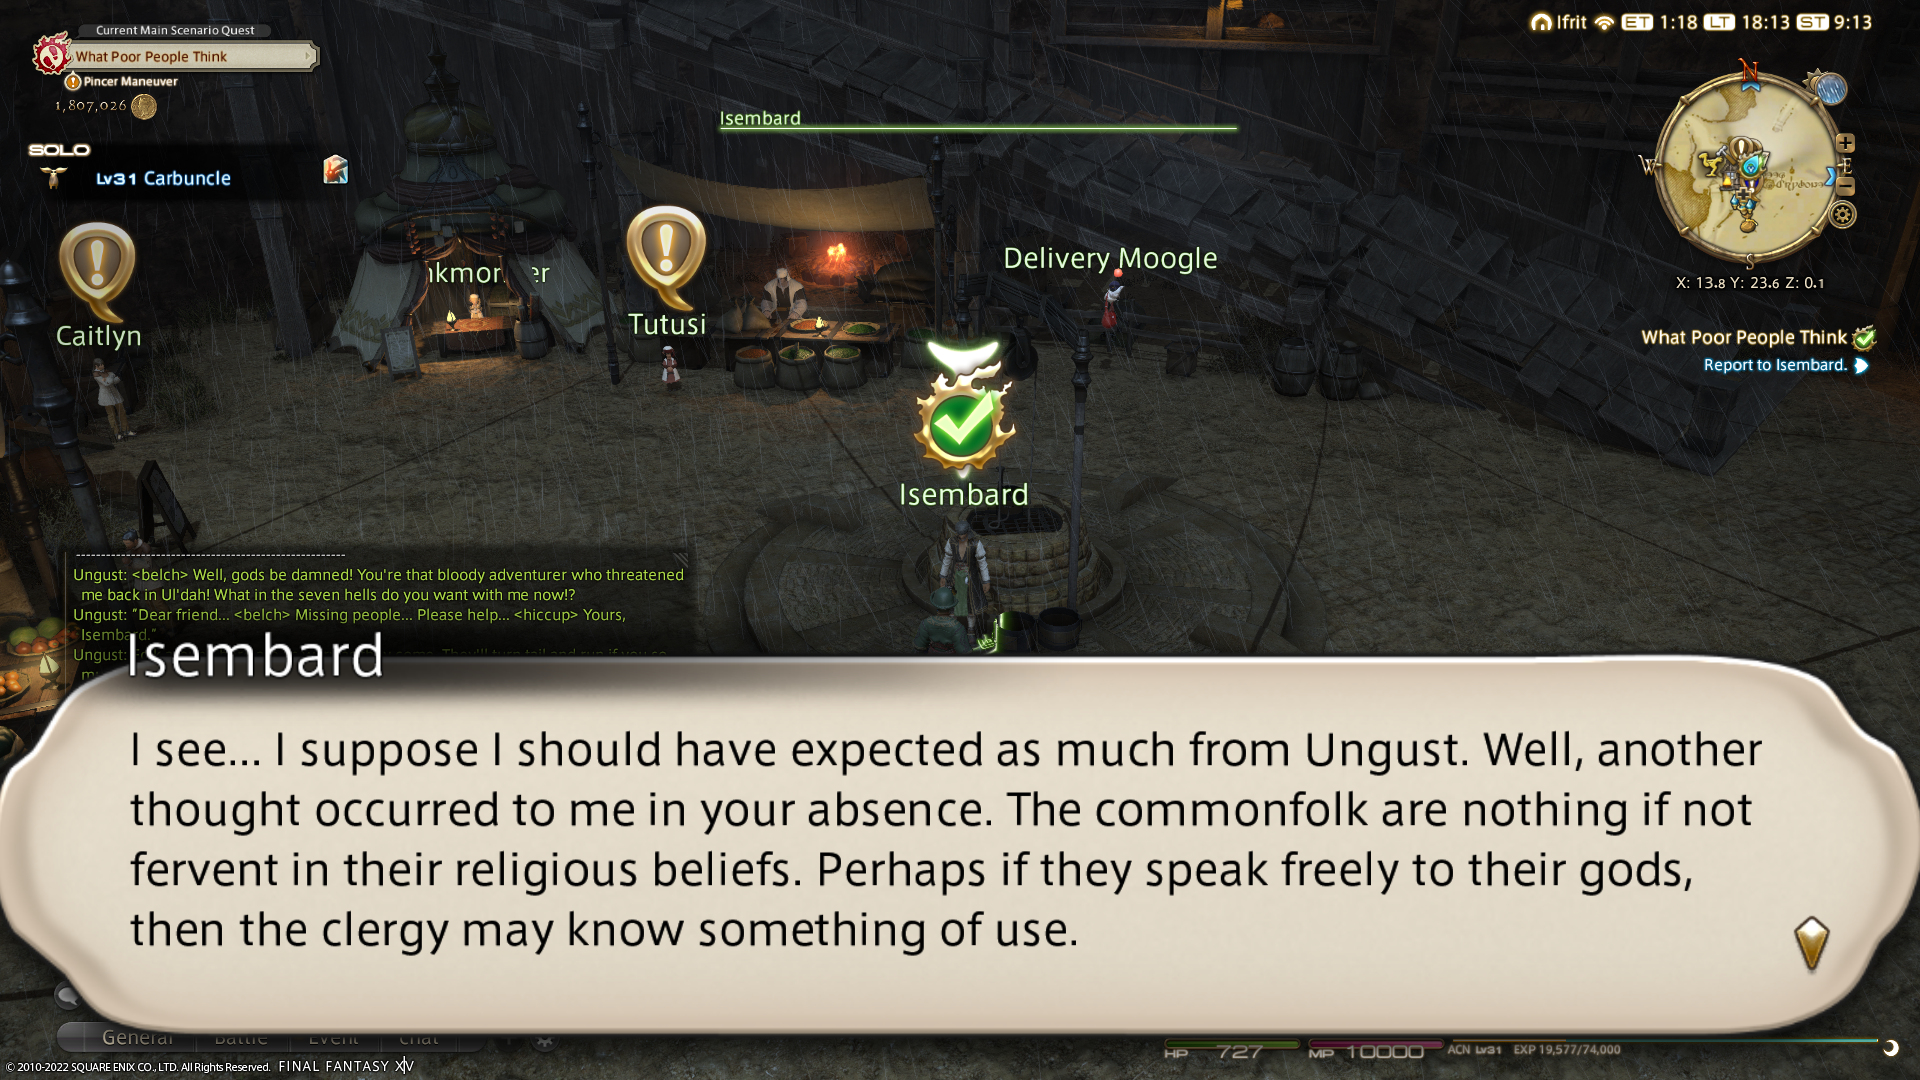 Current Main Scenario Quest
What Poor People Think
Pincer Maneuver
1,807,026
Ifrit ET 1:18 LT 18:13 ST 9:13
SOLO
Lv31 Carbuncle
Isembard
N
W
E
S
X: 13.8 Y: 23.6 Z: 0.1
What Poor People Think
Report to Isembard.
Delivery Moogle
Tutusi
Caitlyn
Isembard
Ungust: <belch> Well, gods be damned! You're that bloody adventurer who threatened
me back in Ul'dah! What in the seven hells do you want with me now!?
Ungust: "Dear friend... <belch> Missing people... Please help... <hiccup> Yours,
Isembard."
Ungust:
Isembard
I see... I suppose I should have expected as much from Ungust. Well, another
thought occurred to me in your absence. The commonfolk are nothing if not
fervent in their religious beliefs. Perhaps if they speak freely to their gods,
then the clergy may know something of use.
General Battle Event Chat
HP 727 MP 10000 ACN Lv31 EXP 19,577/74,000
© 2010-2022 SQUARE ENIX CO., LTD. All Rights Reserved. FINAL FANTASY XIV